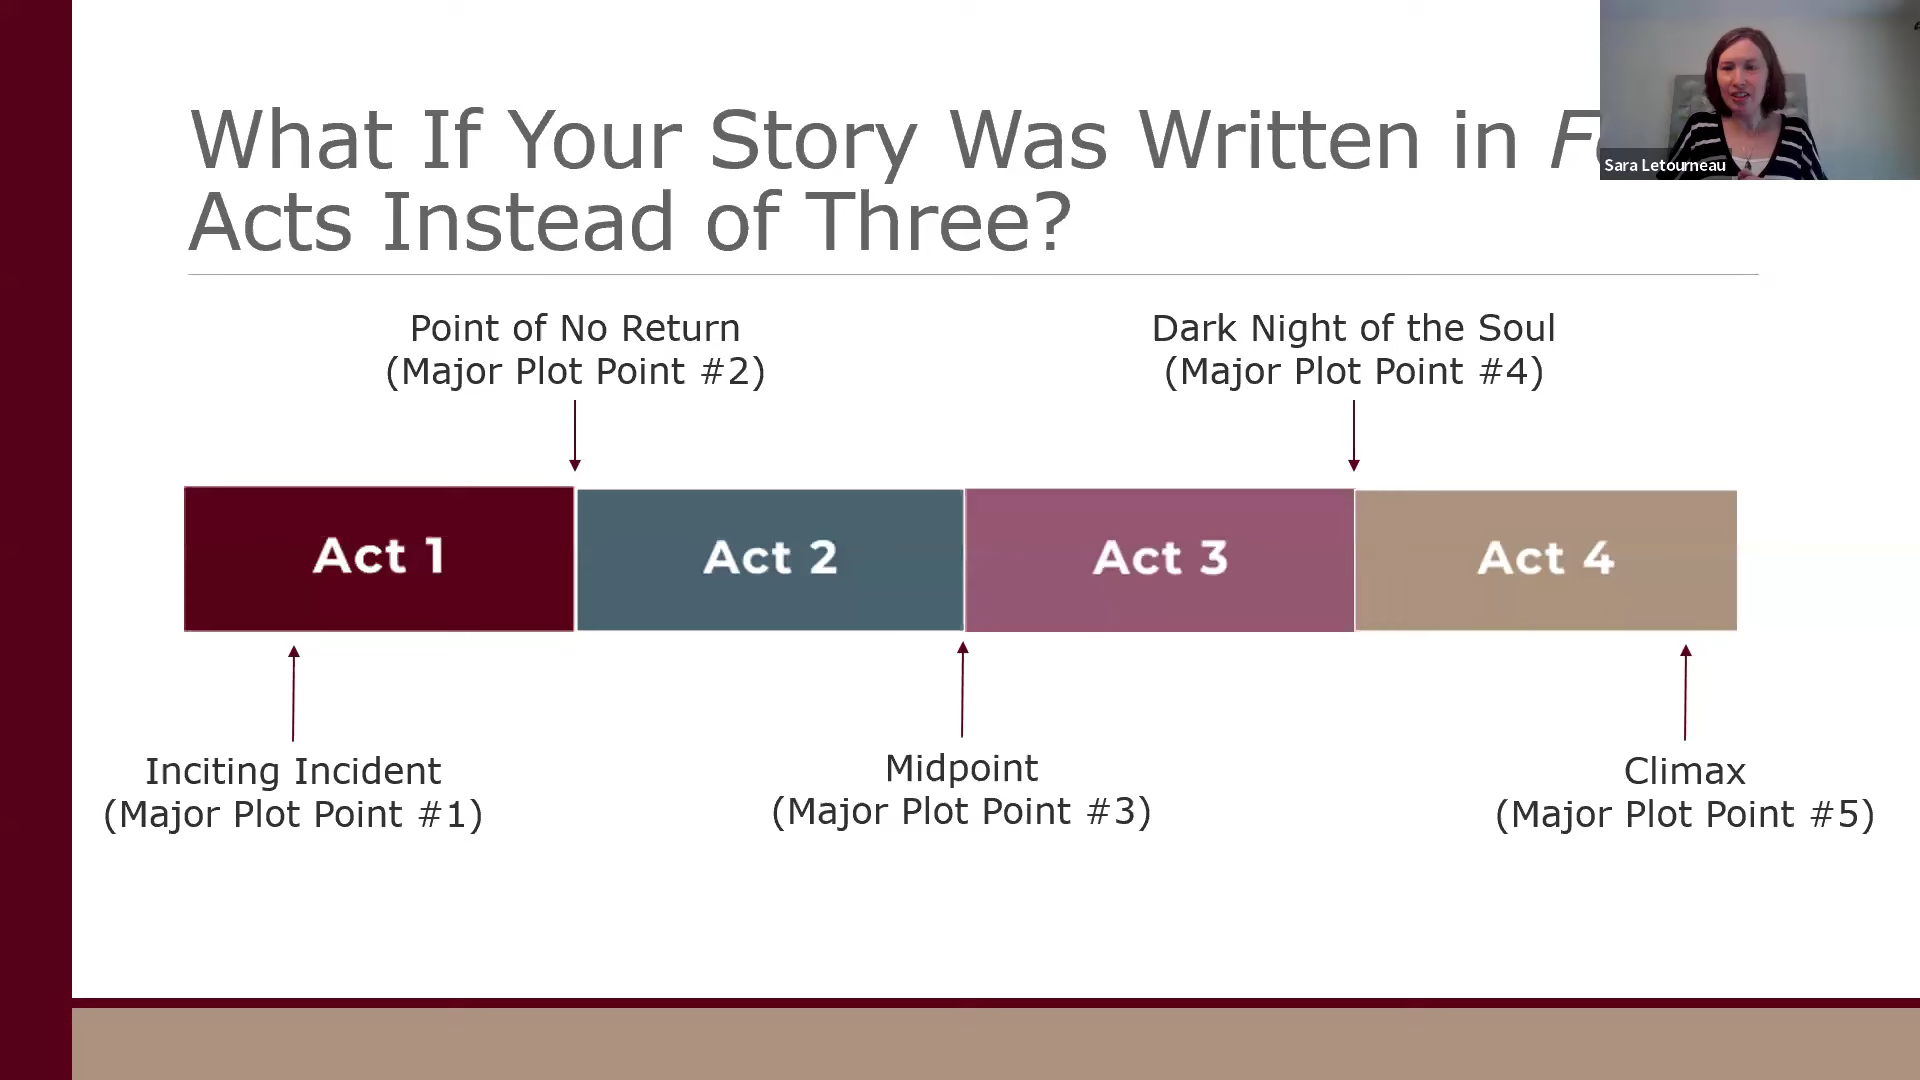 What If Your Story Was Written in
Acts Instead of Three?
Sara Letourneau
Point of No Return
(Major Plot Point #2)
Dark Night of the Soul
(Major Plot Point #4)
Act 1
Act 2
Act 3
Act 4
Inciting Incident
(Major Plot Point #1)
Midpoint
(Major Plot Point #3)
Climax
(Major Plot Point #5)